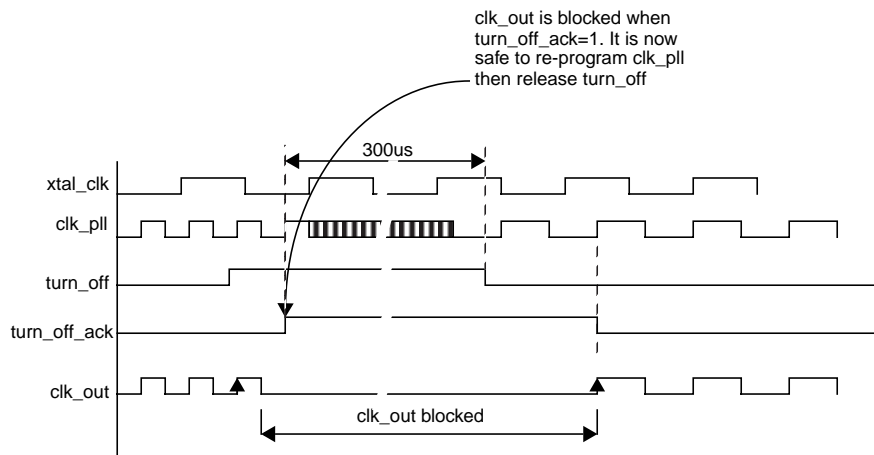 clk_out is blocked when
turn_off_ack=1. It is now
safe to re-program clk_pll
then release turn_off
300us
xtal_clk
clk_pll
turn_off
turn_off_ack
clk_out
clk_out blocked